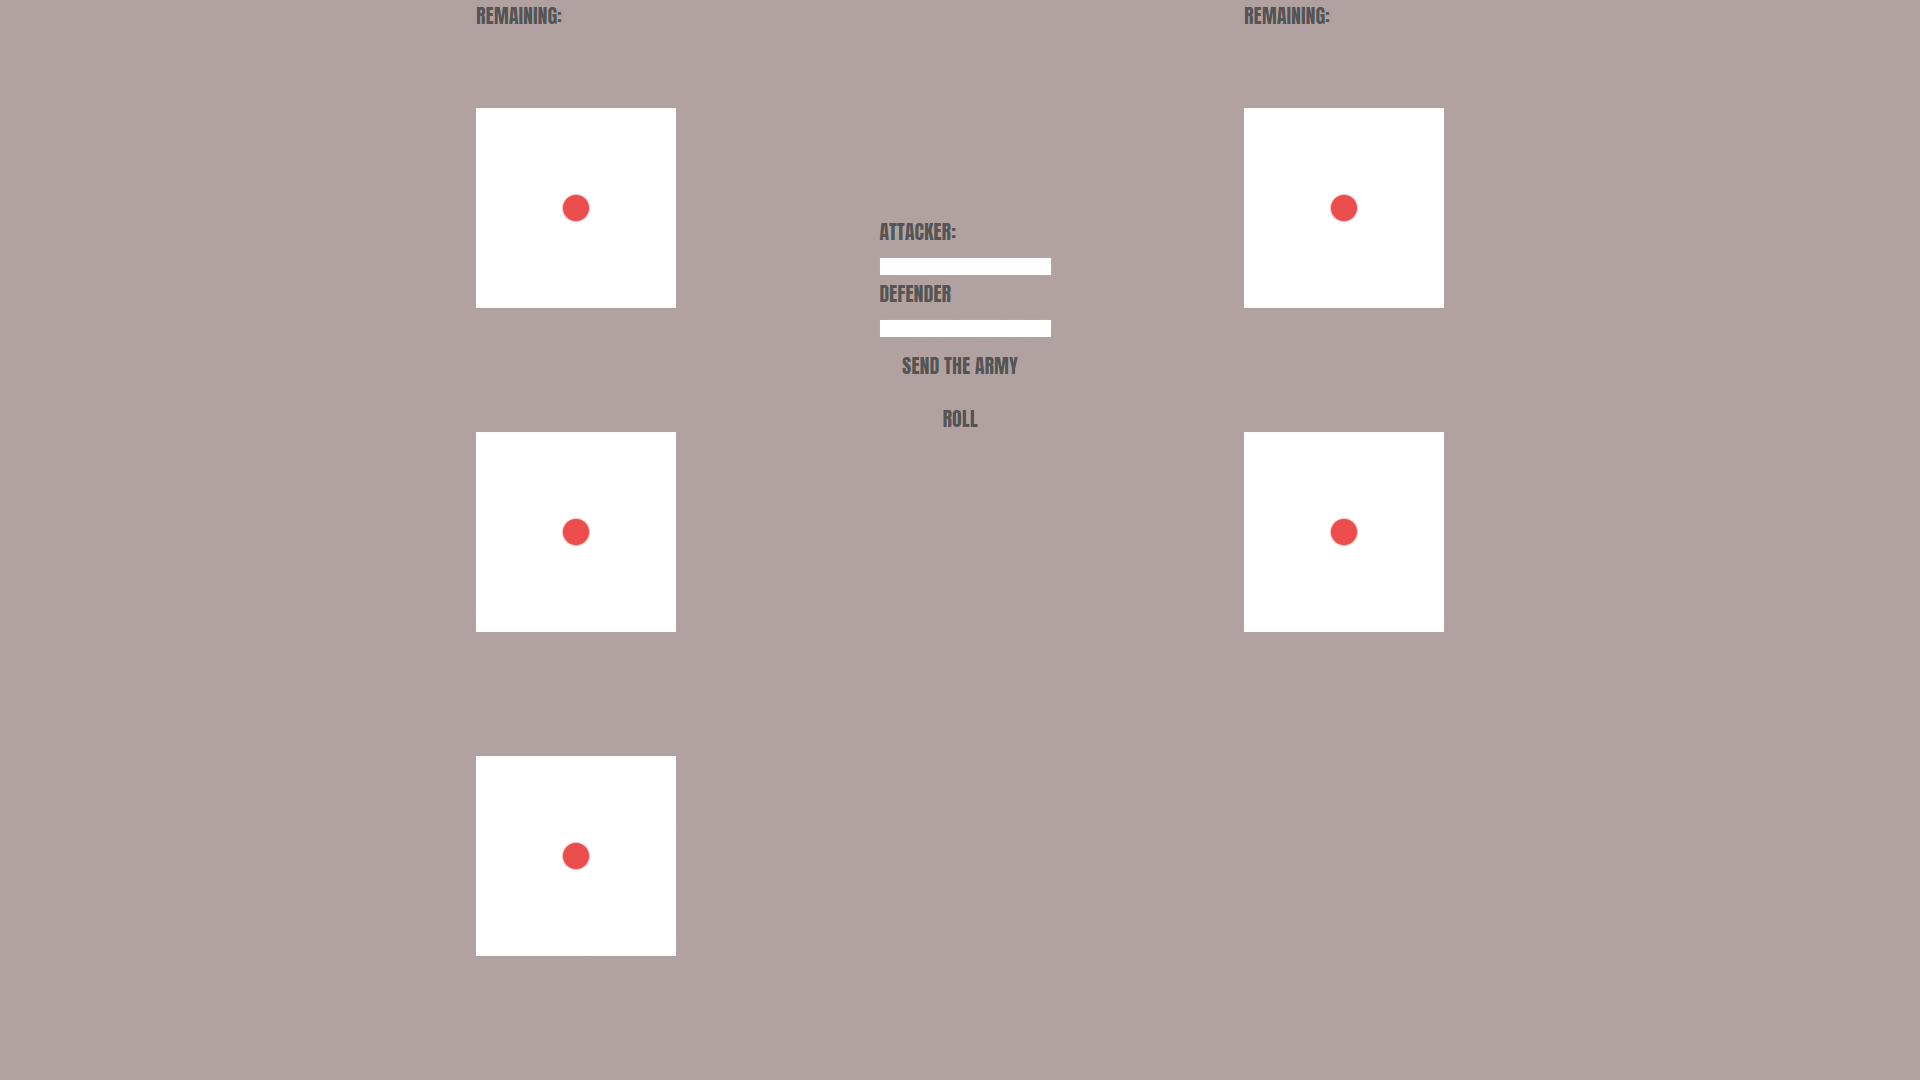 REMAINING:
REMAINING:
ATTACKER:
DEFENDER
SEND THE ARMY
ROLL